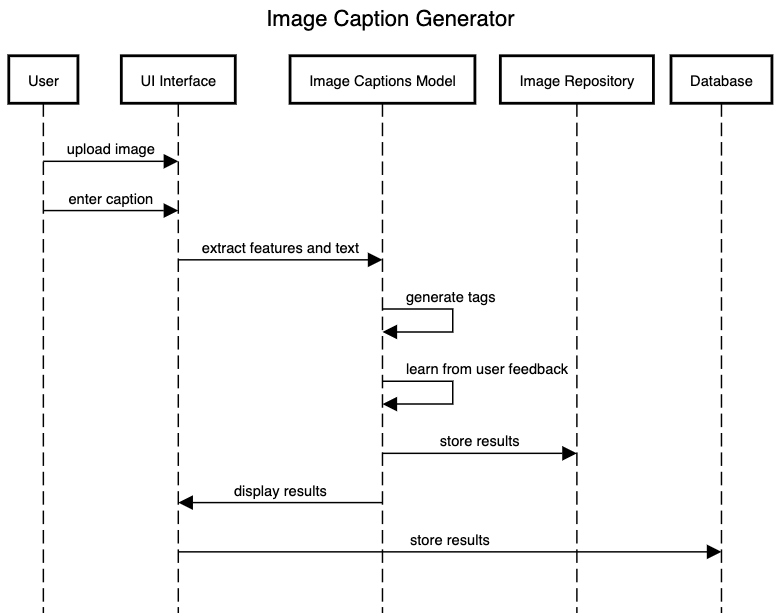 Image Caption Generator
User
UI Interface
Image Captions Model
Image Repository
Database
upload image
enter caption
extract features and text
generate tags
learn from user feedback
store results
display results
store results